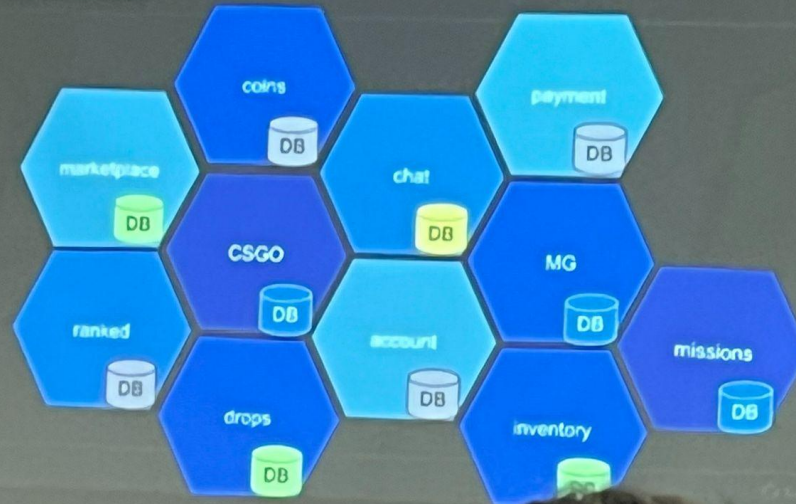 coins
DB
payment
DB
marketplace
DB
chat
DB
CSGO
DB
MG
DB
ranked
DB
account
DB
missions
DB
drops
DB
inventory
DB